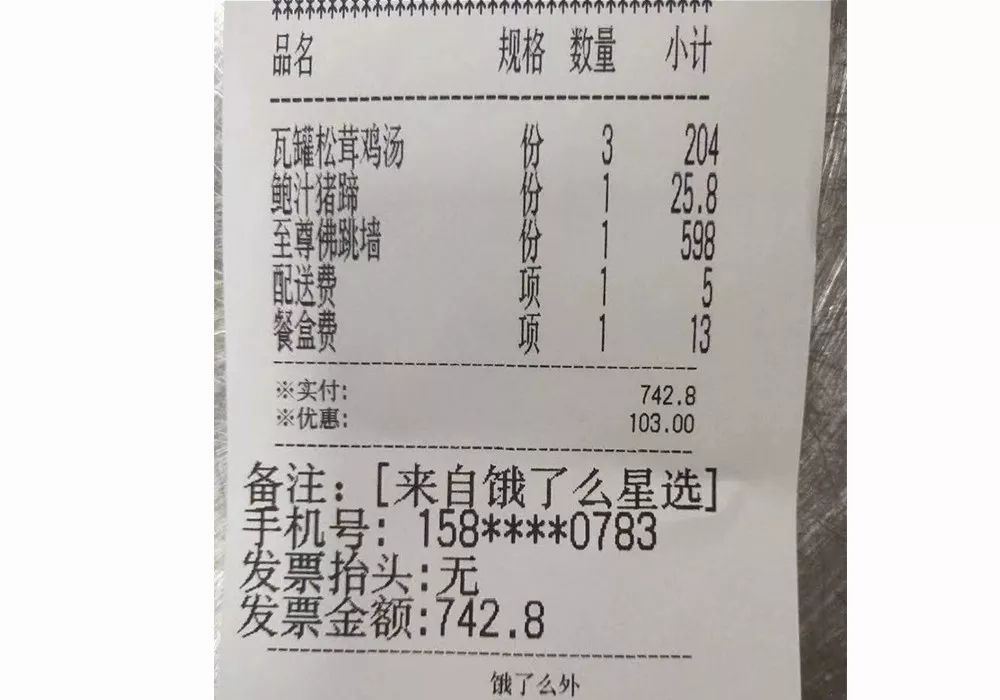 品名 规格 数量 小计
瓦罐松茸鸡汤 份 3 204
鲍汁猪蹄 份 1 25.8
至尊佛跳墙 份 1 598
配送费 项 1 5
餐盒费 项 1 13
※实付: 742.8
※优惠: 103.00
备注: [来自饿了么星选]
手机号: 158****0783
发票抬头:无
发票金额:742.8
饿了么外